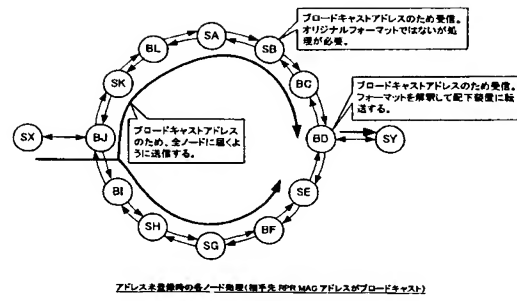 ブロードキャストアドレスのため受信。
オリジナルフォーマットではないが処
理が必要。
SA
BL
SB
SK
BC
ブロードキャストアドレスのため受信。
フォーマットを解釈して配下装置に転
送する。
ブロードキャストアドレス
のため、全ノードに届くよ
うに送信する。
SX
BJ
BD
SY
BI
SE
SH
BF
SG
アドレス未登録時の各ノード処理(相手先 RPR MAC アドレスがブロードキャスト)